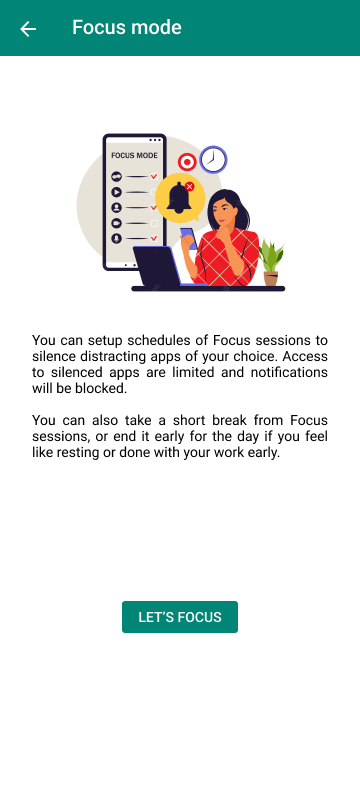 Focus mode
FOCUS MODE
You can setup schedules of Focus sessions to
silence distracting apps of your choice. Access
to silenced apps are limited and notifications
will be blocked.
You can also take a short break from Focus
sessions, or end it early for the day if you feel
like resting or done with your work early.
LET’S FOCUS